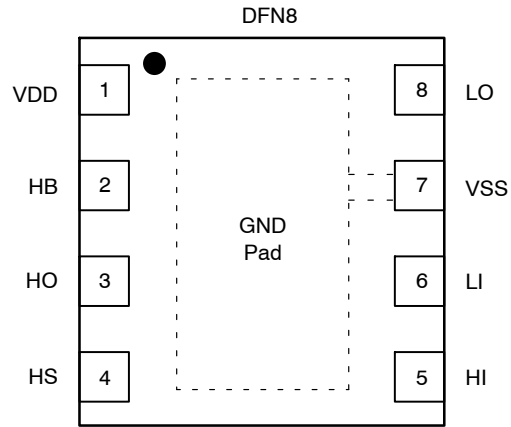 DFN8
VDD 1 8 LO
HB 2 7 VSS
GND
Pad
HO 3 6 LI
HS 4 5 HI